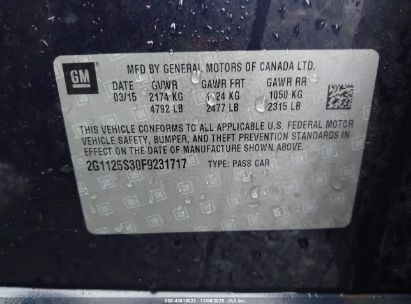 GM
MFD BY GENERAL MOTORS OF CANADA LTD.
DATE GVWR GAWR FRT GAWR RR
03/15 2174 KG 1124 KG 1050 KG
4792 LB 2477 LB 2315 LB
THIS VEHICLE CONFORMS TO ALL APPLICABLE U.S. FEDERAL MOTOR
VEHICLE SAFETY, BUMPER, AND THEFT PREVENTION STANDARDS IN
EFFECT ON THE DATE OF MANUFACTURE SHOWN ABOVE.
2G1125S30F9231717 TYPE: PASS CAR